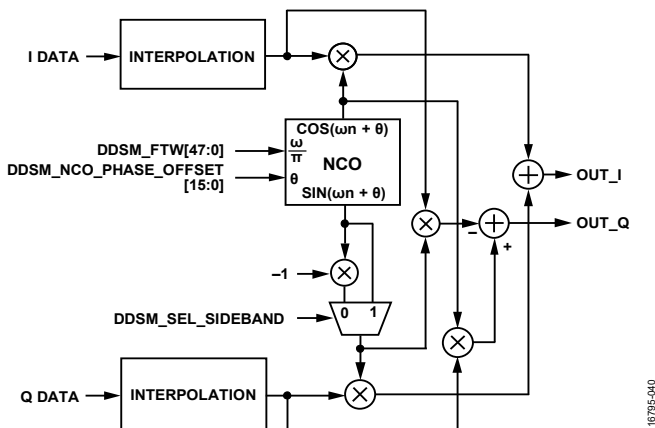 I DATA
INTERPOLATION
COS(ωn + θ)
DDSM_FTW[47:0]
ω
π
NCO
DDSM_NCO_PHASE_OFFSET
[15:0]
θ
SIN(ωn + θ)
OUT_I
OUT_Q
–
+
–1
0
1
DDSM_SEL_SIDEBAND
Q DATA
INTERPOLATION
16795-040